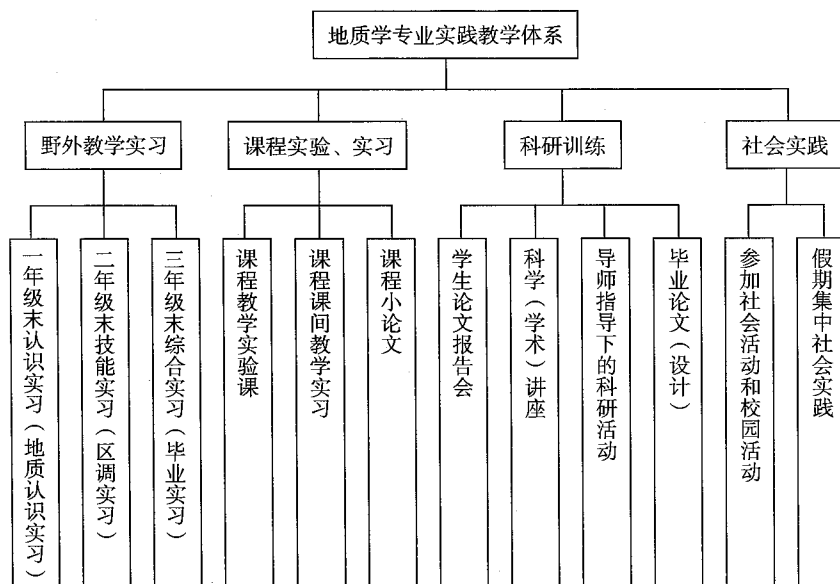 地质学专业实践教学体系
野外教学实习
课程实验、实习
科研训练
社会实践
一年级末认识实习(地质认识实习)
二年级末技能实习(区调实习)
三年级末综合实习(毕业实习)
课程教学实验课
课程课间教学实习
课程小论文
学生论文报告会
科学(学术)讲座
导师指导下的科研活动
毕业论文(设计)
参加社会活动和校园活动
假期集中社会实践